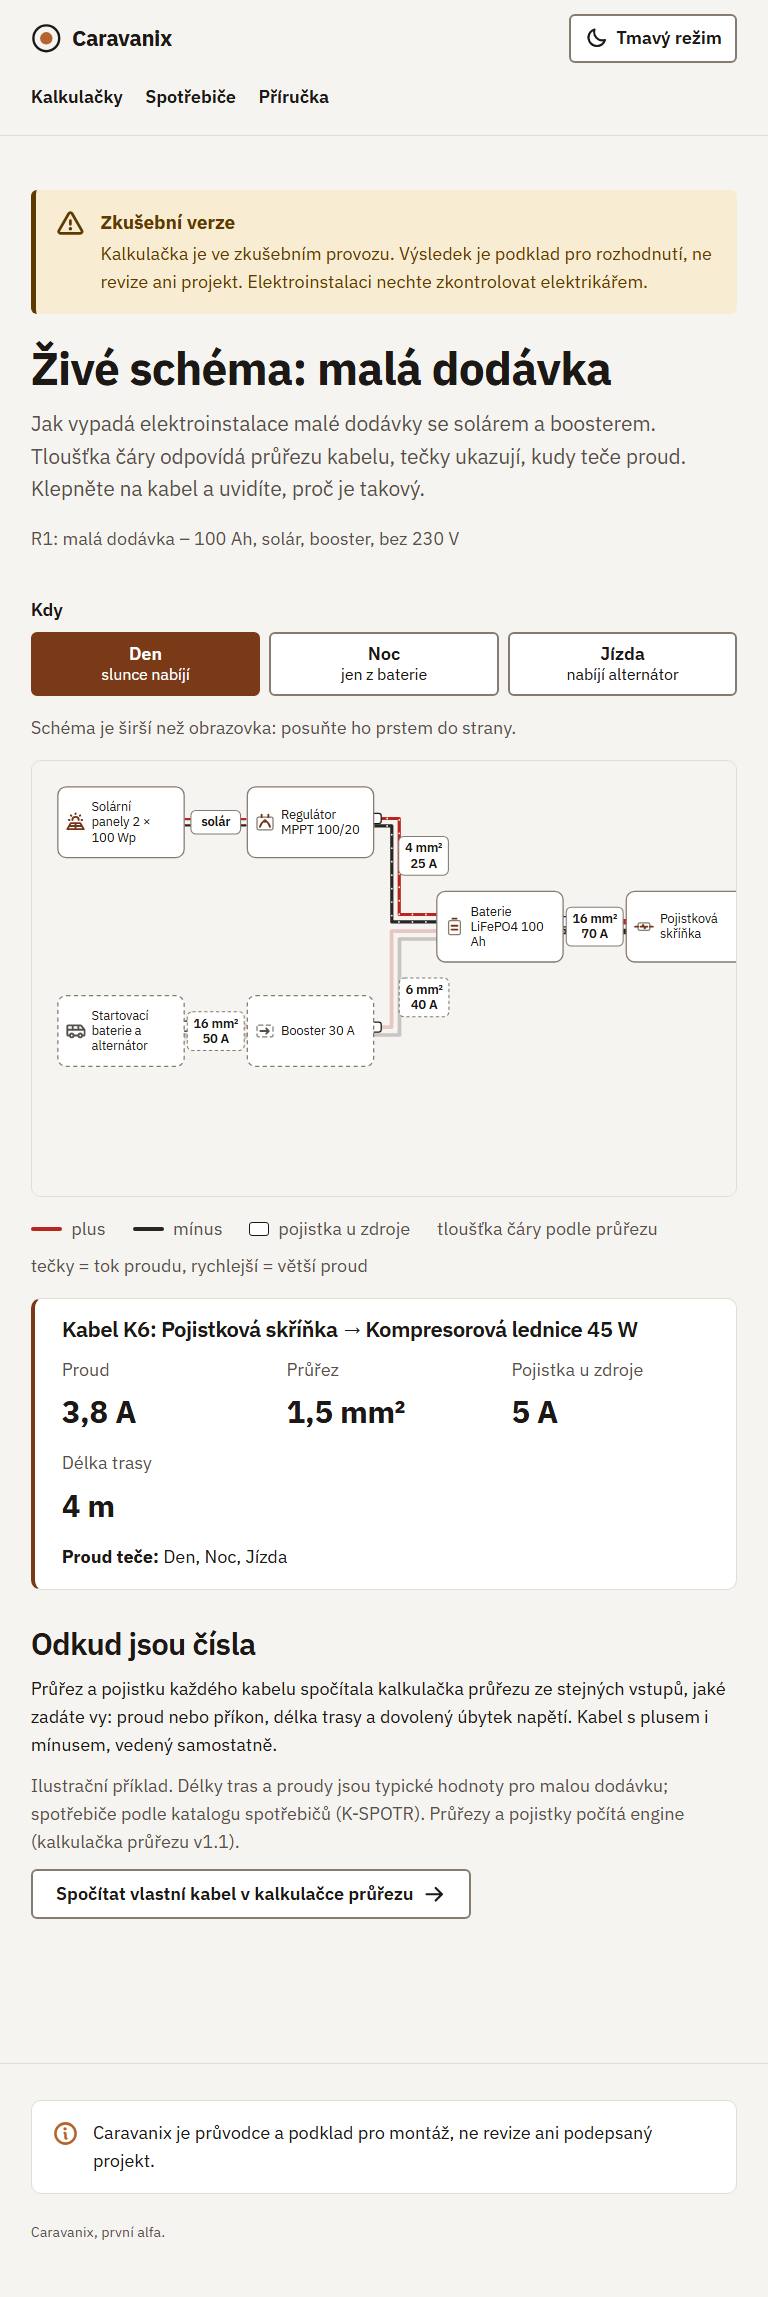 Caravanix
Tmavý režim
Kalkulačky Spotřebiče Příručka
Zkušební verze
Kalkulačka je ve zkušebním provozu. Výsledek je podklad pro rozhodnutí, ne
revize ani projekt. Elektroinstalaci nechte zkontrolovat elektrikářem.
Živé schéma: malá dodávka
Jak vypadá elektroinstalace malé dodávky se solárem a boosterem.
Tloušťka čáry odpovídá průřezu kabelu, tečky ukazují, kudy teče proud.
Klepněte na kabel a uvidíte, proč je takový.
R1: malá dodávka – 100 Ah, solár, booster, bez 230 V
Kdy
Den
slunce nabíjí
Noc
jen z baterie
Jízda
nabíjí alternátor
Schéma je širší než obrazovka: posuňte ho prstem do strany.
Solární
panely 2 ×
100 Wp
solár
Regulátor
MPPT 100/20
4 mm²
25 A
Baterie
LiFePO4 100
Ah
16 mm²
70 A
Pojistková
skříňka
6 mm²
40 A
Startovací
baterie a
alternátor
16 mm²
50 A
Booster 30 A
plus mínus pojistka u zdroje tloušťka čáry podle průřezu
tečky = tok proudu, rychlejší = větší proud
Kabel K6: Pojistková skříňka → Kompresorová lednice 45 W
Proud Průřez Pojistka u zdroje
3,8 A 1,5 mm² 5 A
Délka trasy
4 m
Proud teče: Den, Noc, Jízda
Odkud jsou čísla
Průřez a pojistku každého kabelu spočítala kalkulačka průřezu ze stejných vstupů, jaké
zadáte vy: proud nebo příkon, délka trasy a dovolený úbytek napětí. Kabel s plusem i
mínusem, vedený samostatně.
Ilustrační příklad. Délky tras a proudy jsou typické hodnoty pro malou dodávku;
spotřebiče podle katalogu spotřebičů (K-SPOTR). Průřezy a pojistky počítá engine
(kalkulačka průřezu v1.1).
Spočítat vlastní kabel v kalkulačce průřezu →
Caravanix je průvodce a podklad pro montáž, ne revize ani podepsaný
projekt.
Caravanix, první alfa.